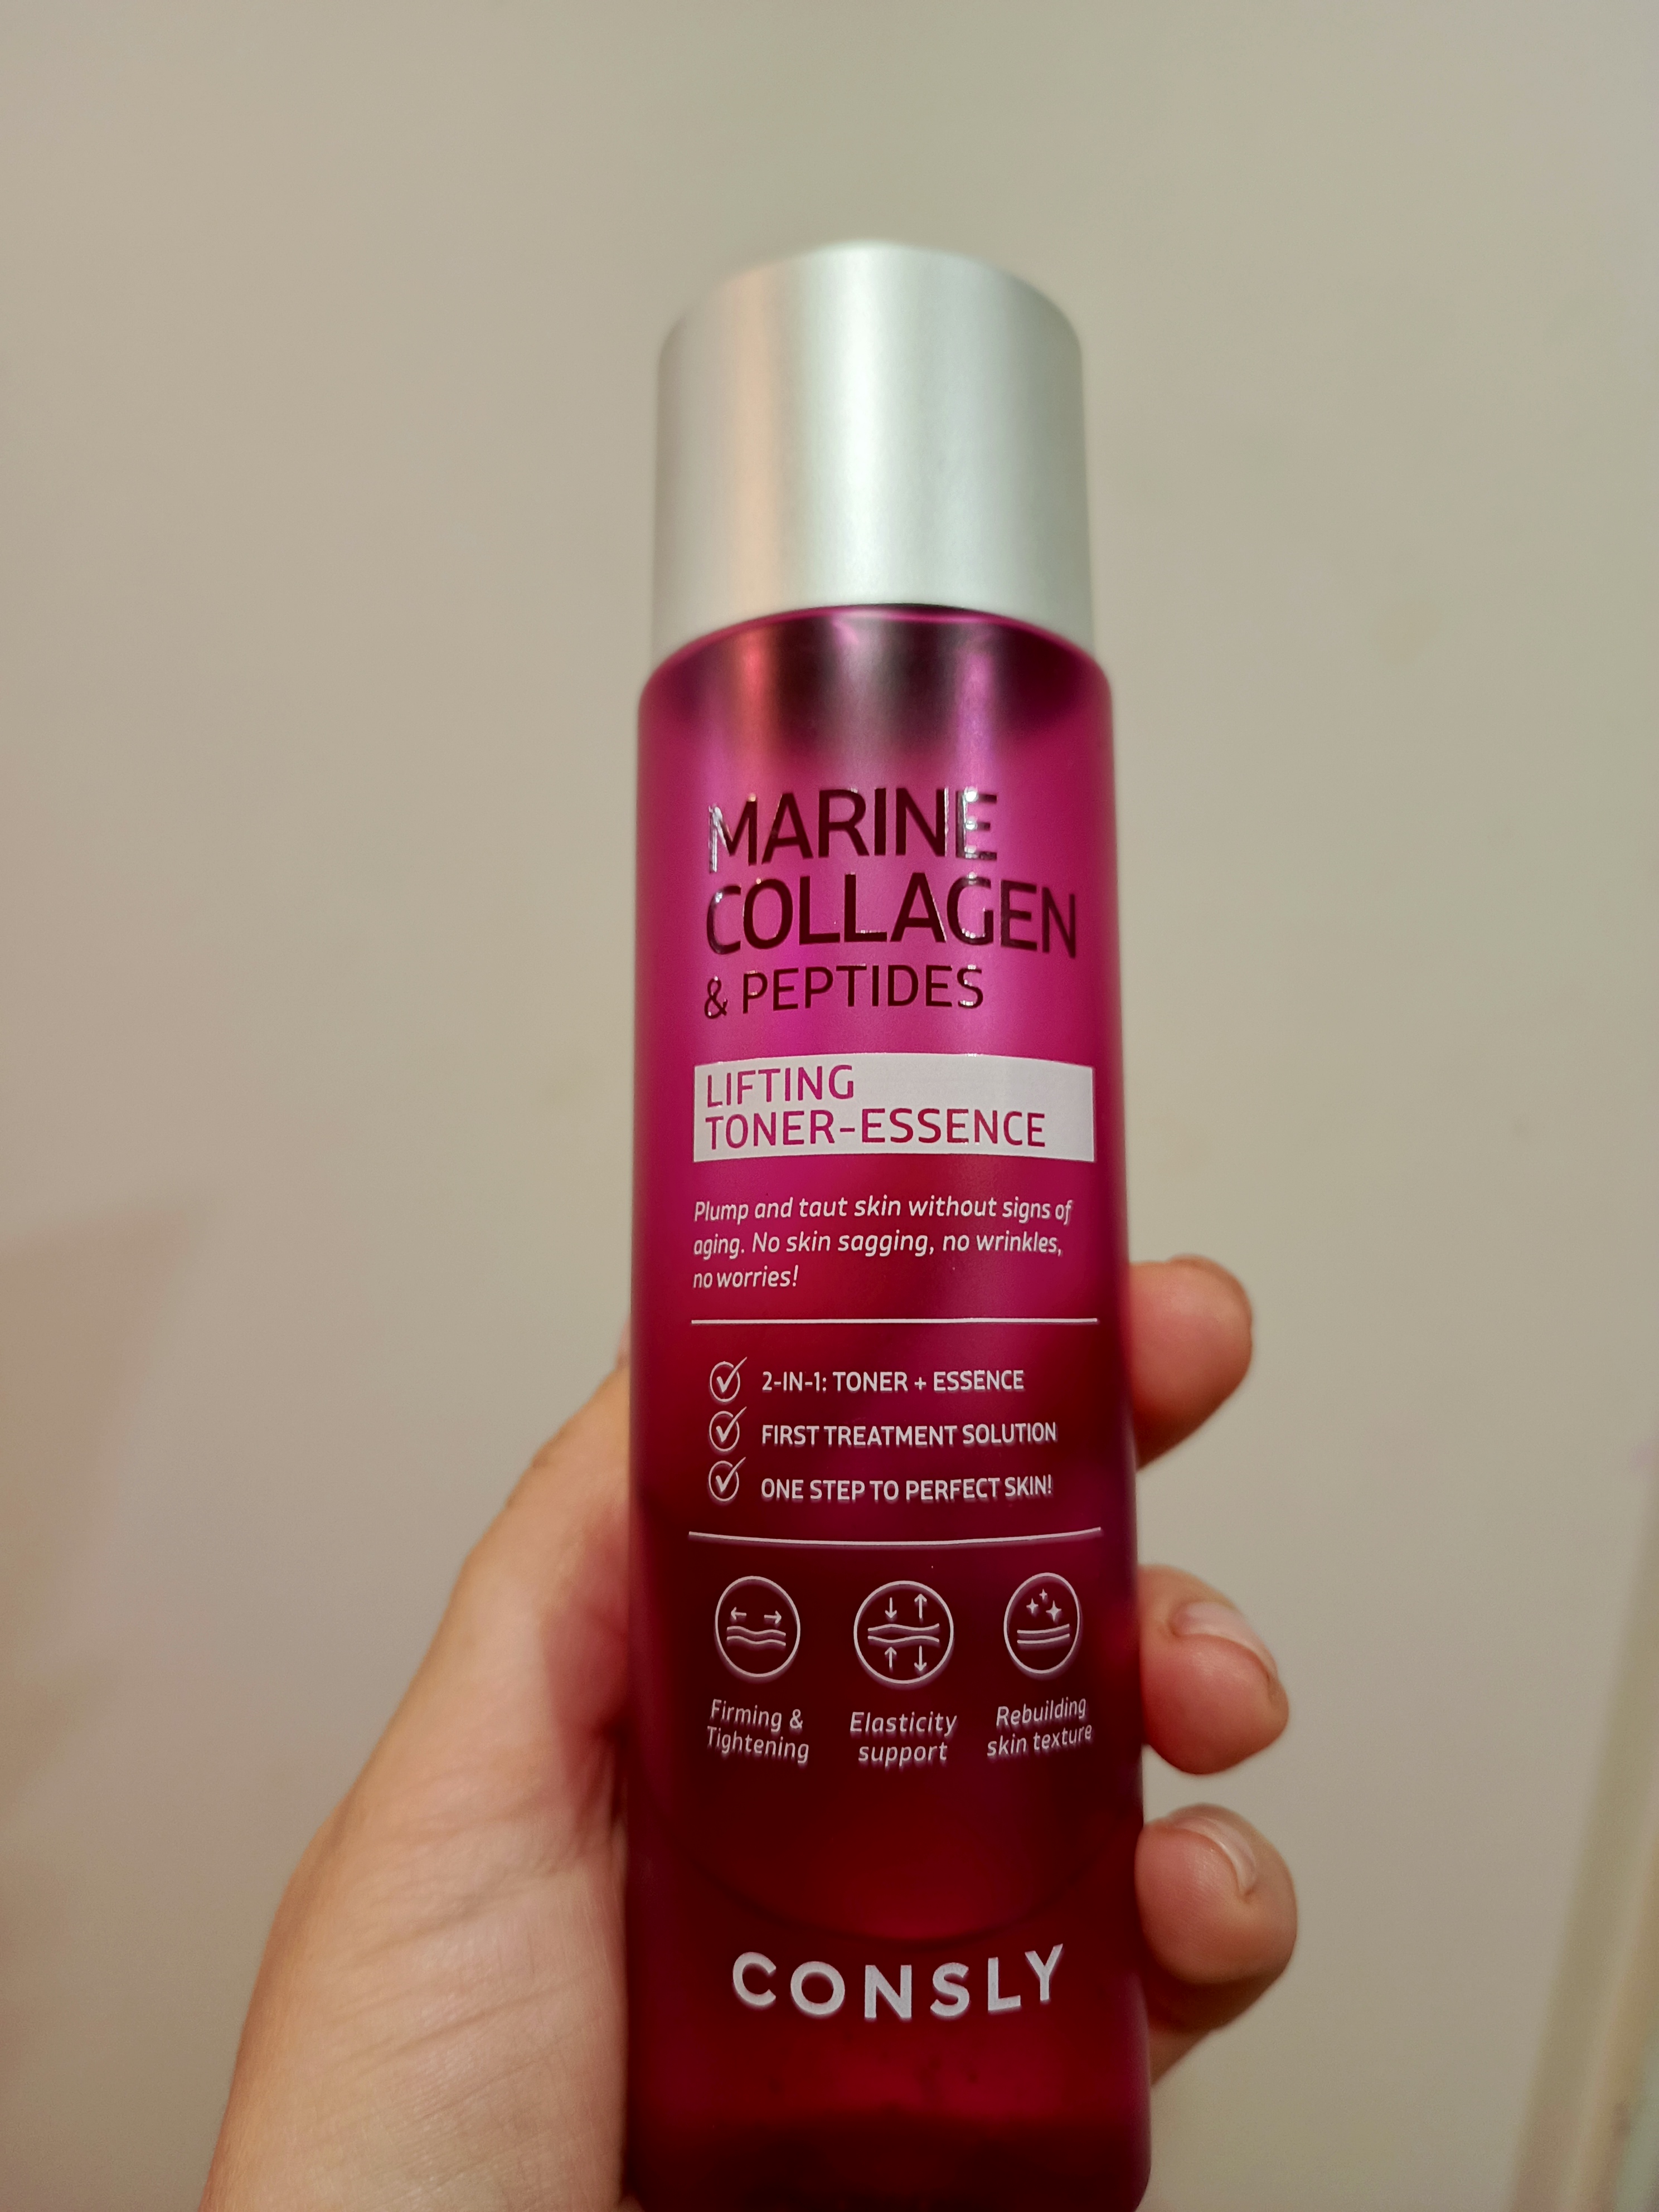 MARINE
COLLAGEN
& PEPTIDES
LIFTING
TONER-ESSENCE
Plump and taut skin without signs of
aging. No skin sagging, no wrinkles,
no worries!
2-IN-1: TONER + ESSENCE
FIRST TREATMENT SOLUTION
ONE STEP TO PERFECT SKIN!
Firming &
Tightening
Elasticity
support
Rebuilding
skin texture
CONSLY